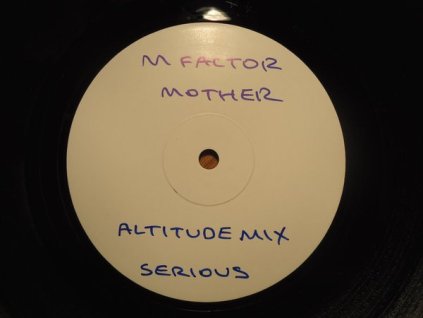 M FACTOR
MOTHER
ALTITUDE MIX
SERIOUS